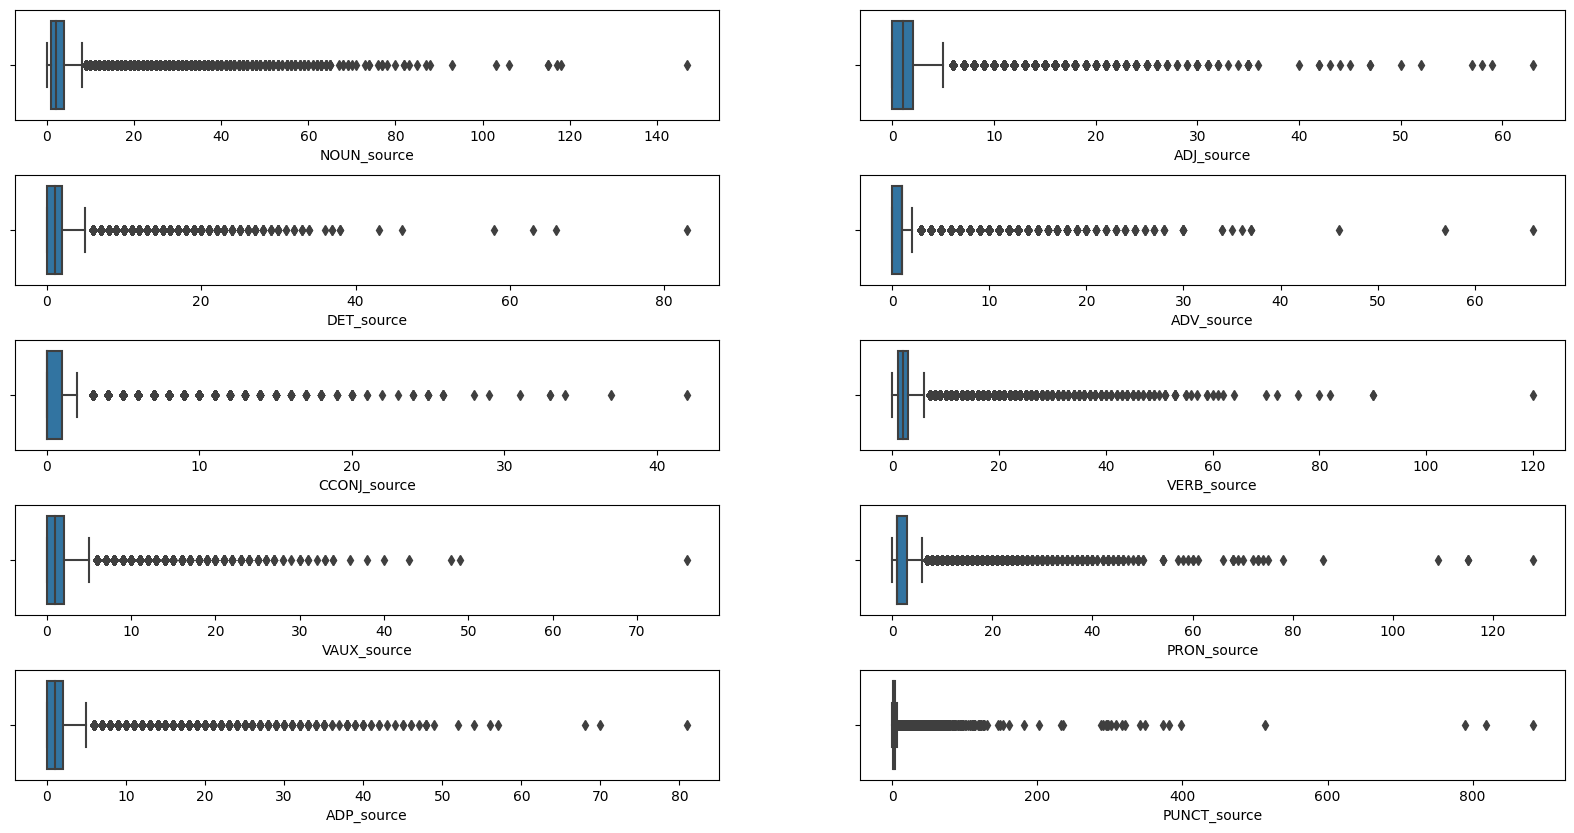 0 20 40 60 80 100 120 140
NOUN_source
0 10 20 30 40 50 60
ADJ_source
0 20 40 60 80
DET_source
0 10 20 30 40 50 60
ADV_source
0 10 20 30 40
CCONJ_source
0 20 40 60 80 100 120
VERB_source
0 10 20 30 40 50 60 70
VAUX_source
0 20 40 60 80 100 120
PRON_source
0 10 20 30 40 50 60 70 80
ADP_source
0 200 400 600 800
PUNCT_source